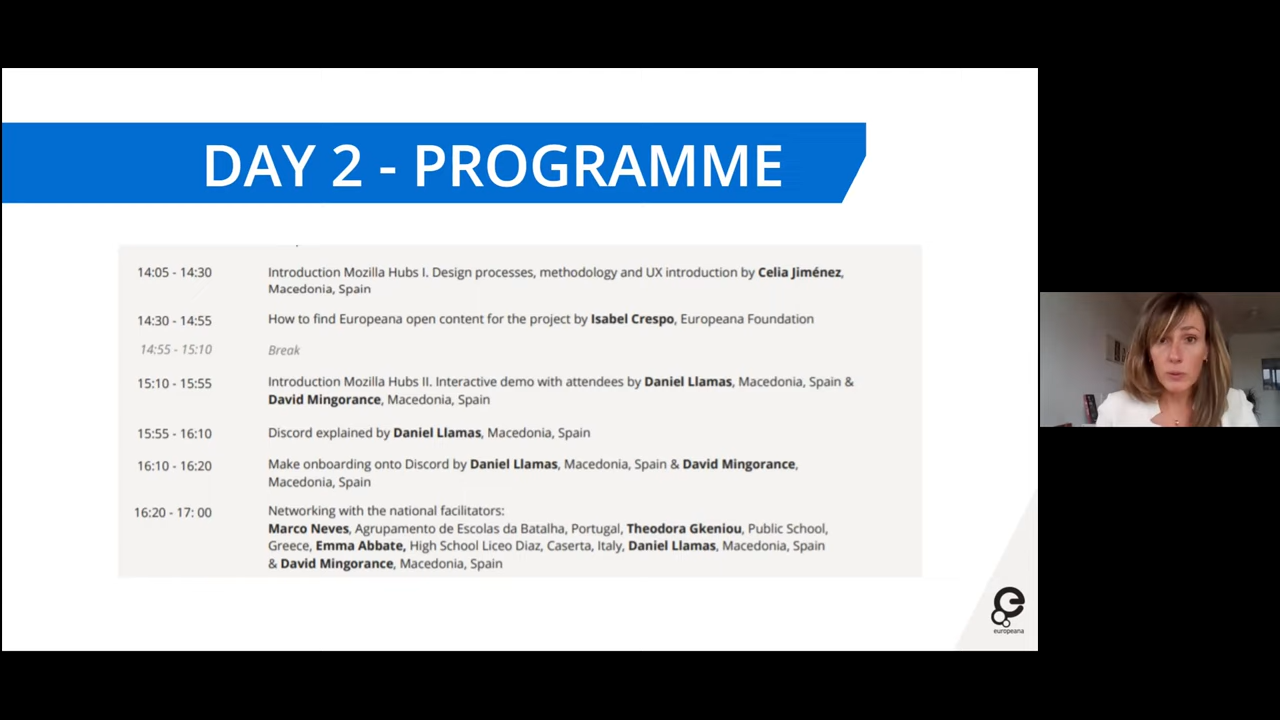 DAY 2 - PROGRAMME
14:05 - 14:30 Introduction Mozilla Hubs I. Design processes, methodology and UX introduction by Celia Jiménez,
Macedonia, Spain
14:30 - 14:55 How to find Europeana open content for the project by Isabel Crespo, Europeana Foundation
14:55 - 15:10 Break
15:10 - 15:55 Introduction Mozilla Hubs II. Interactive demo with attendees by Daniel Llamas, Macedonia, Spain &
David Mingorance, Macedonia, Spain
15:55 - 16:10 Discord explained by Daniel Llamas, Macedonia, Spain
16:10 - 16:20 Make onboarding onto Discord by Daniel Llamas, Macedonia, Spain & David Mingorance,
Macedonia, Spain
16:20 - 17: 00 Networking with the national facilitators:
Marco Neves, Agrupamento de Escolas da Batalha, Portugal, Theodora Gkeniou, Public School,
Greece, Emma Abbate, High School Liceo Diaz, Caserta, Italy, Daniel Llamas, Macedonia, Spain
& David Mingorance, Macedonia, Spain
europeana